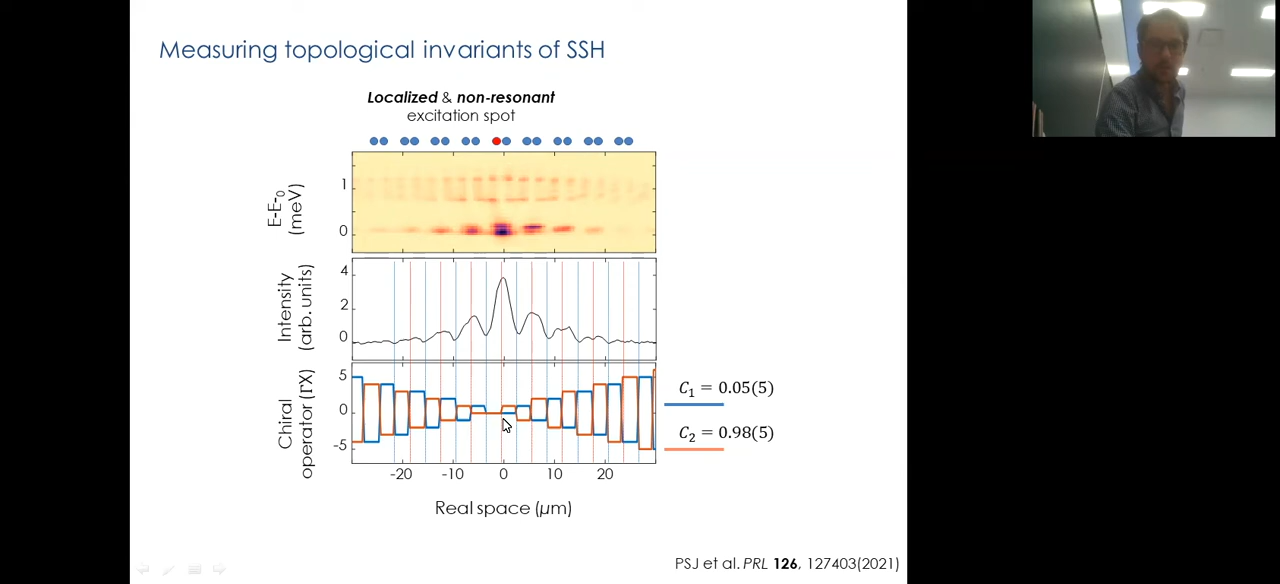 Measuring topological invariants of SSH
Localized & non-resonant
excitation spot
E-E-0
(meV)
1
0
Intensity
(arb. units)
4
2
0
Chiral
operator (ΓX)
5
0
-5
-20 -10 0 10 20
Real space (µm)
C₁ = 0.05(5)
C₂ = 0.98(5)
PSJ et al. PRL 126, 127403(2021)